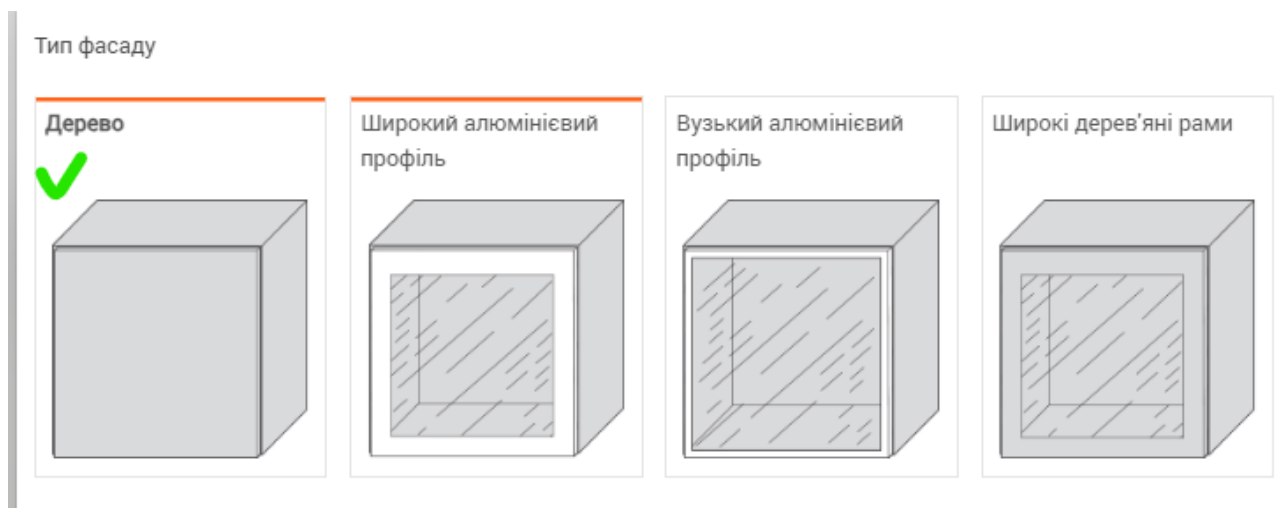 Тип фасаду
Дерево
Широкий алюмінієвий
профіль
Вузький алюмінієвий
профіль
Широкі дерев'яні рами